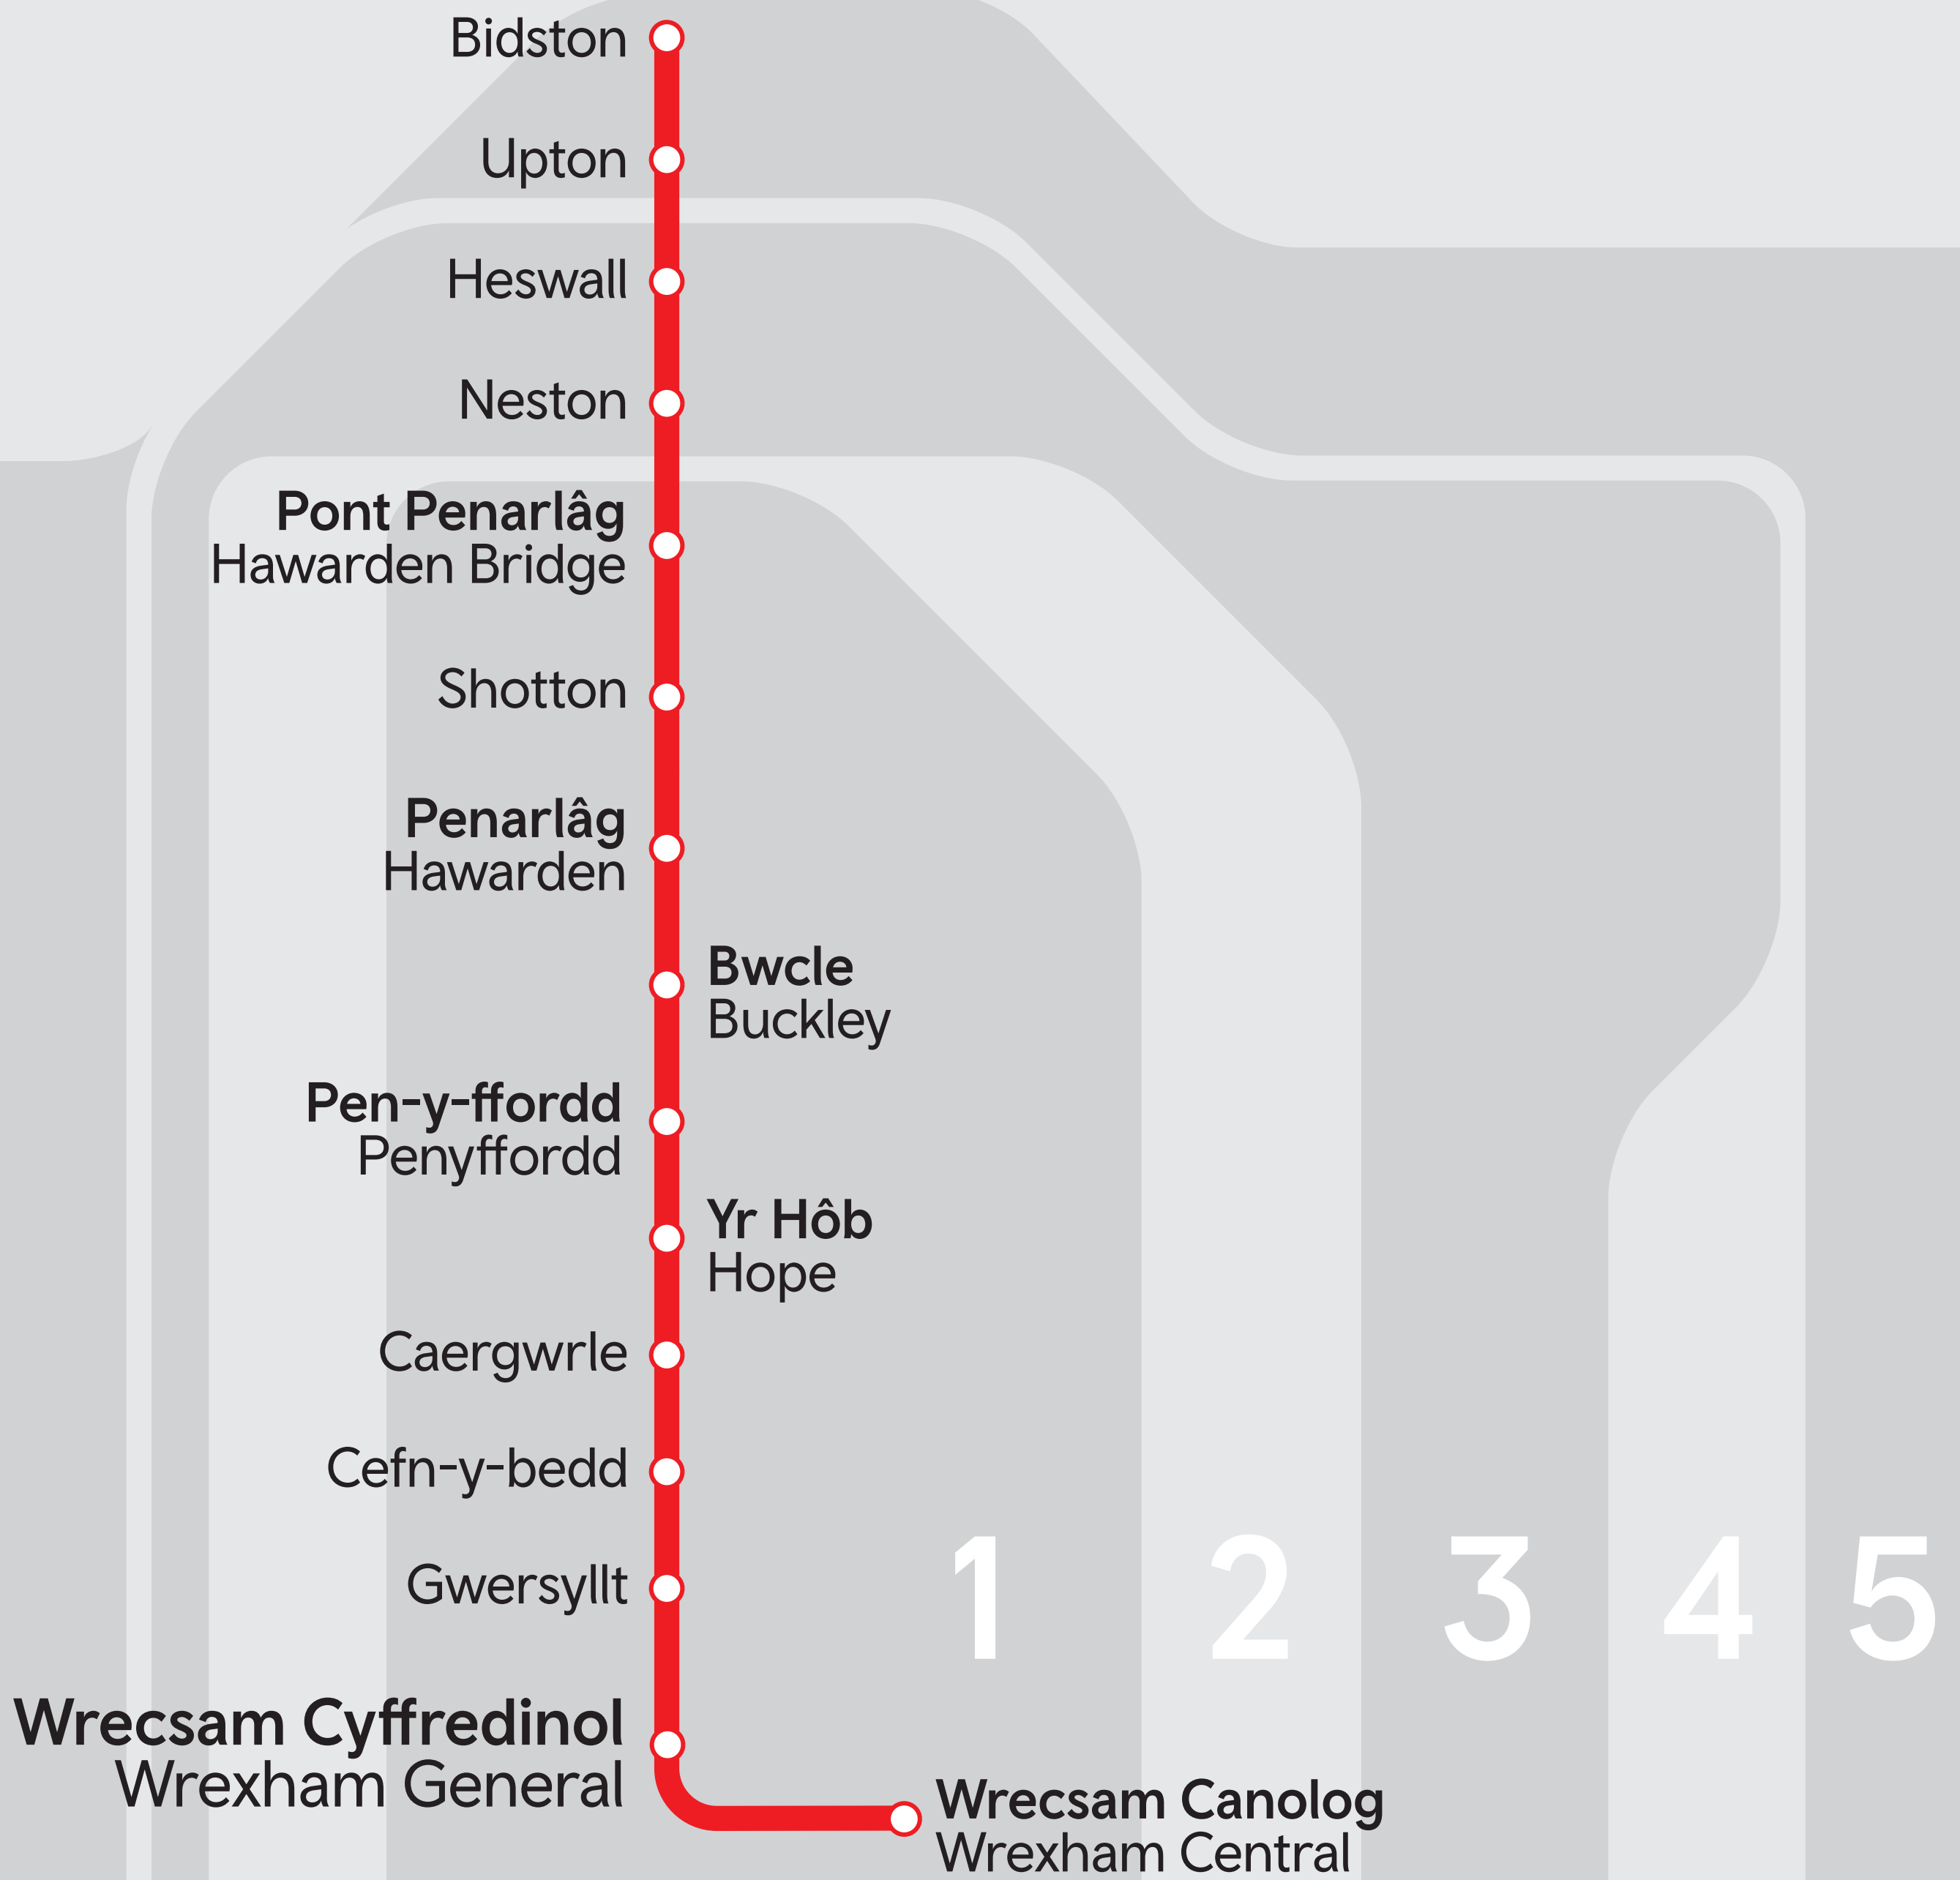 Bidston
Upton
Heswall
Neston
Pont Penarlâg
Hawarden Bridge
Shotton
Penarlâg
Hawarden
Bwcle
Buckley
Pen-y-ffordd
Penyffordd
Yr Hôb
Hope
Caergwrle
Cefn-y-bedd
Gwersyllt
1 2 3 4 5
Wrecsam Cyffredinol
Wrexham General
Wrecsam Canolog
Wrexham Central